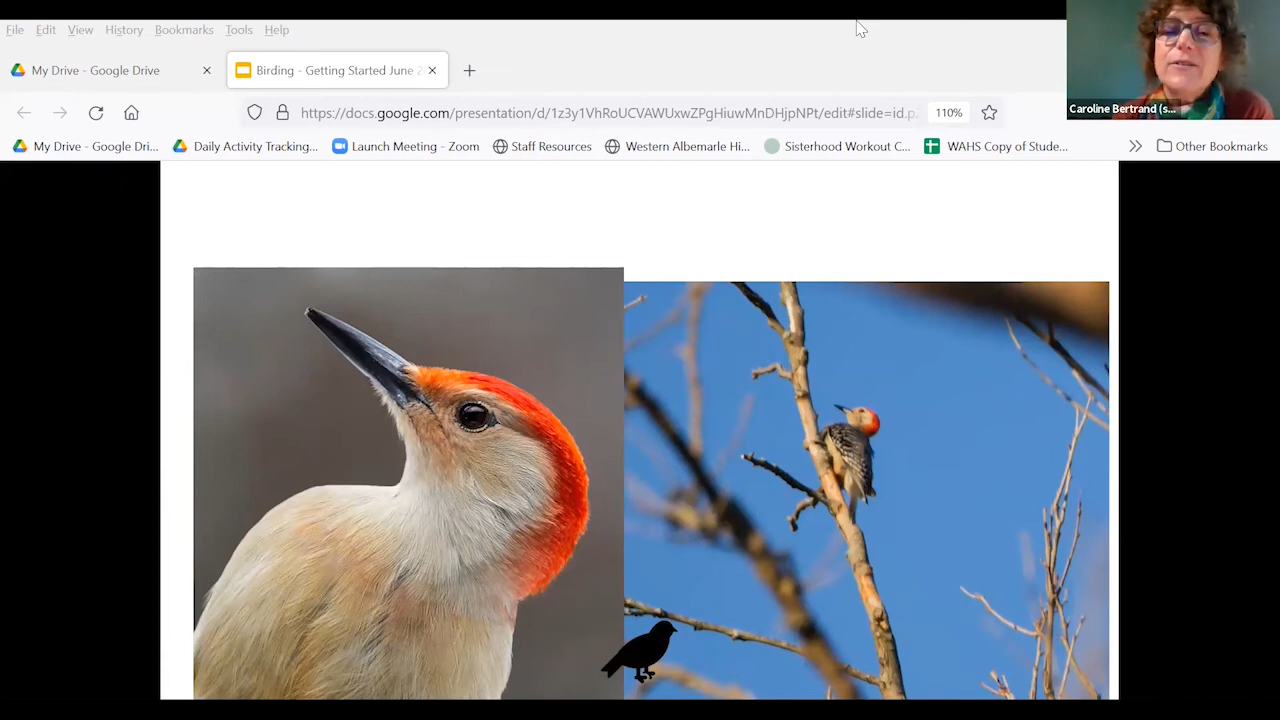 File Edit View History Bookmarks Tools Help
My Drive - Google Drive
Birding - Getting Started June 2
https://docs.google.com/presentation/d/1z3y1VhRoUCVAWUxwZPgHiuwMnDHjpNPt/edit#slide=id.p
110%
My Drive - Google Dri... Daily Activity Tracking... Launch Meeting - Zoom Staff Resources Western Albemarle Hi... Sisterhood Workout C... WAHS Copy of Stude... Other Bookmarks
Caroline Bertrand (s...